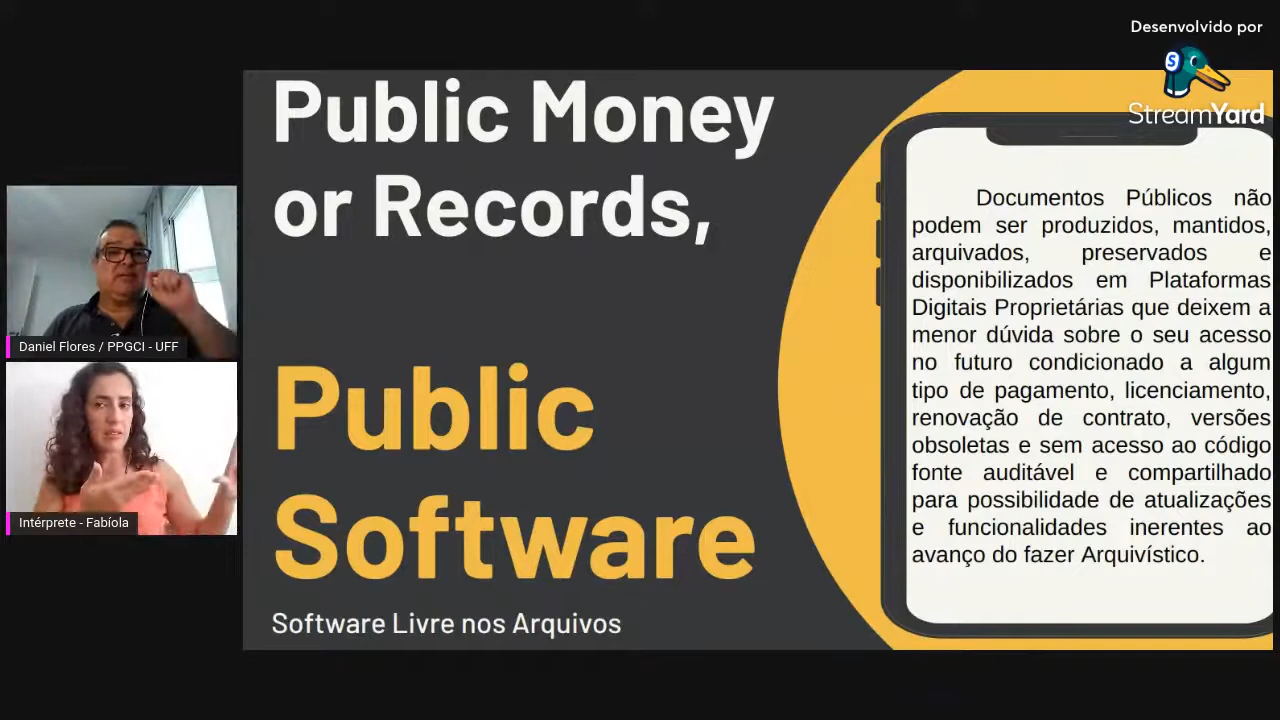 Desenvolvido por
StreamYard
Public Money
or Records,
Public
Software
Software Livre nos Arquivos
Documentos Públicos não
podem ser produzidos, mantidos,
arquivados, preservados e
disponibilizados em Plataformas
Digitais Proprietárias que deixem a
menor dúvida sobre o seu acesso
no futuro condicionado a algum
tipo de pagamento, licenciamento,
renovação de contrato, versões
obsoletas e sem acesso ao código
fonte auditável e compartilhado
para possibilidade de atualizações
e funcionalidades inerentes ao
avanço do fazer Arquivístico.
Daniel Flores / PPGCI - UFF
Intérprete - Fabíola